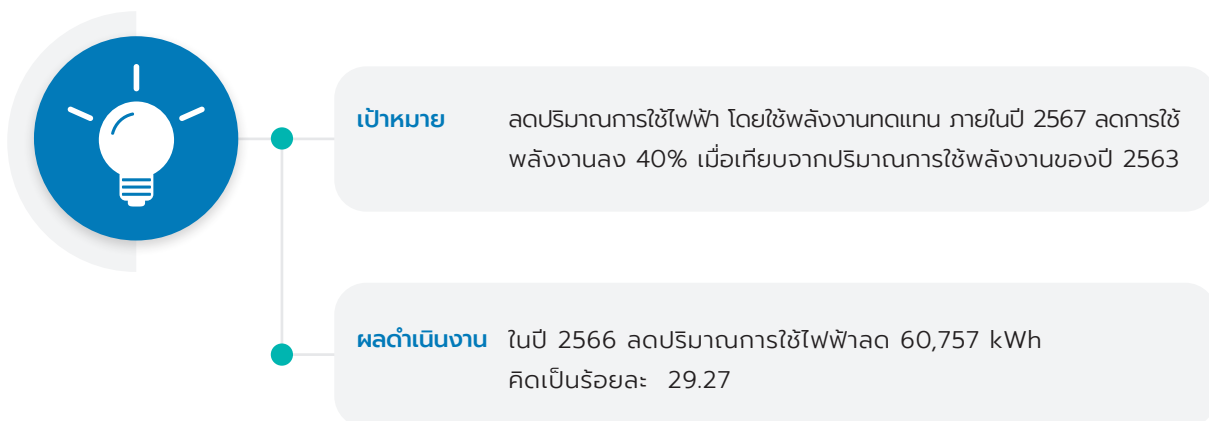 เป้าหมาย ลดปริมาณการใช้ไฟฟ้า โดยใช้พลังงานทดแทน ภายในปี 2567 ลดการใช้
พลังงานลง 40% เมื่อเทียบจากปริมาณการใช้พลังงานของปี 2563
ผลดำเนินงาน ในปี 2566 ลดปริมาณการใช้ไฟฟ้าลด 60,757 kWh
คิดเป็นร้อยละ 29.27